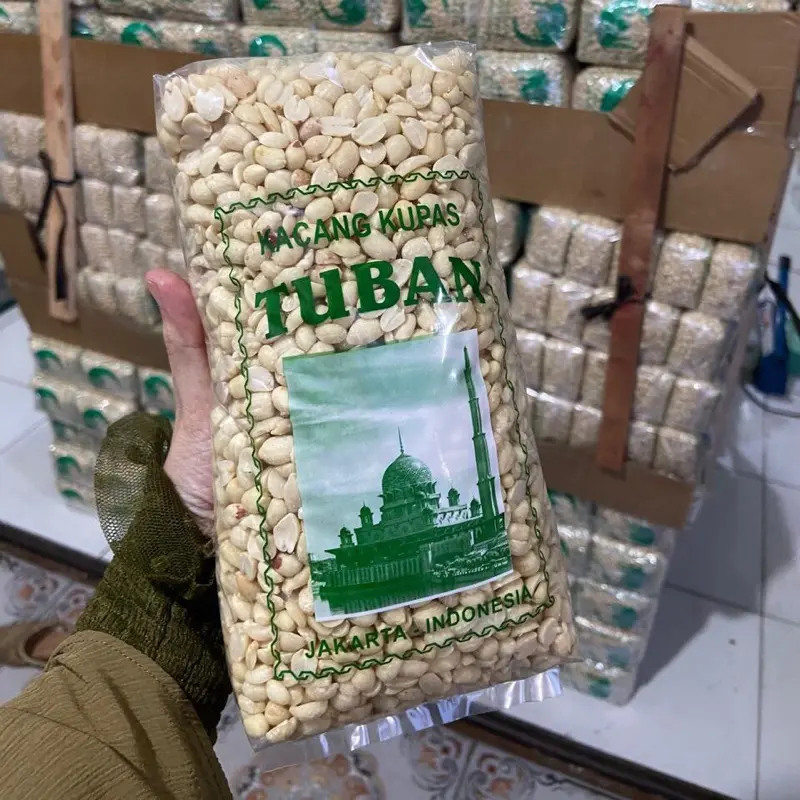 KACANG KUPAS
TUBAN
JAKARTA - INDONESIA